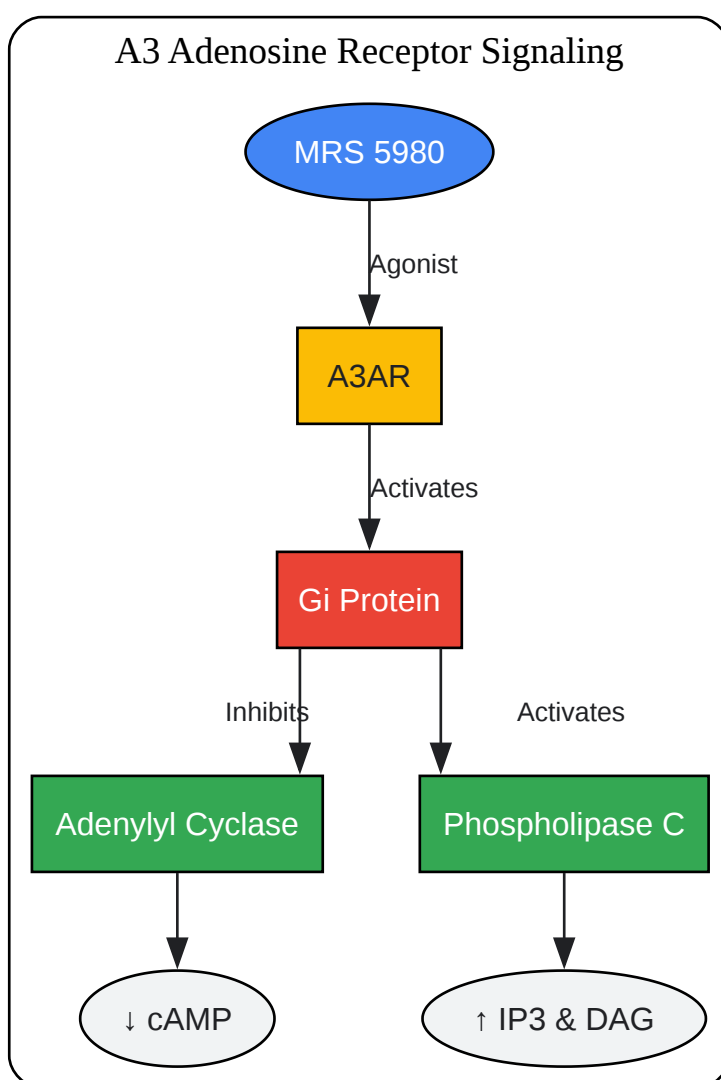 A3 Adenosine Receptor Signaling
MRS 5980
Agonist
A3AR
Activates
Gi Protein
Inhibits
Activates
Adenylyl Cyclase
Phospholipase C
↓ cAMP
↑ IP3 & DAG